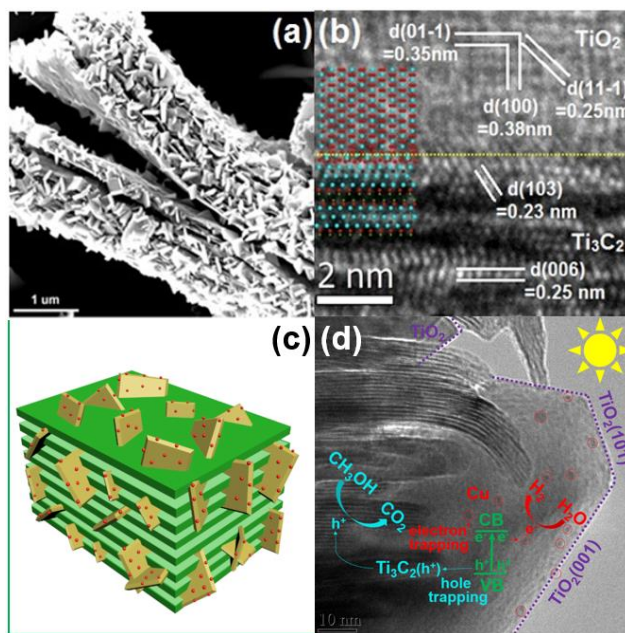 (a)
1 um
(b)
TiO2
d(01-1)
=0.35nm
d(11-1)
=0.25nm
d(100)
=0.38nm
d(103)
=0.23 nm
Ti3C2
d(006)
=0.25 nm
2 nm
(c)
(d)
TiO2
TiO2(101)
CH3OH
CO2
h+
Cu
H2
H3O
electron
trapping
CB
e- e-
e-
Ti3C2(h+)
h+ h+
hole
trapping
VB
TiO2(001)
10 nm